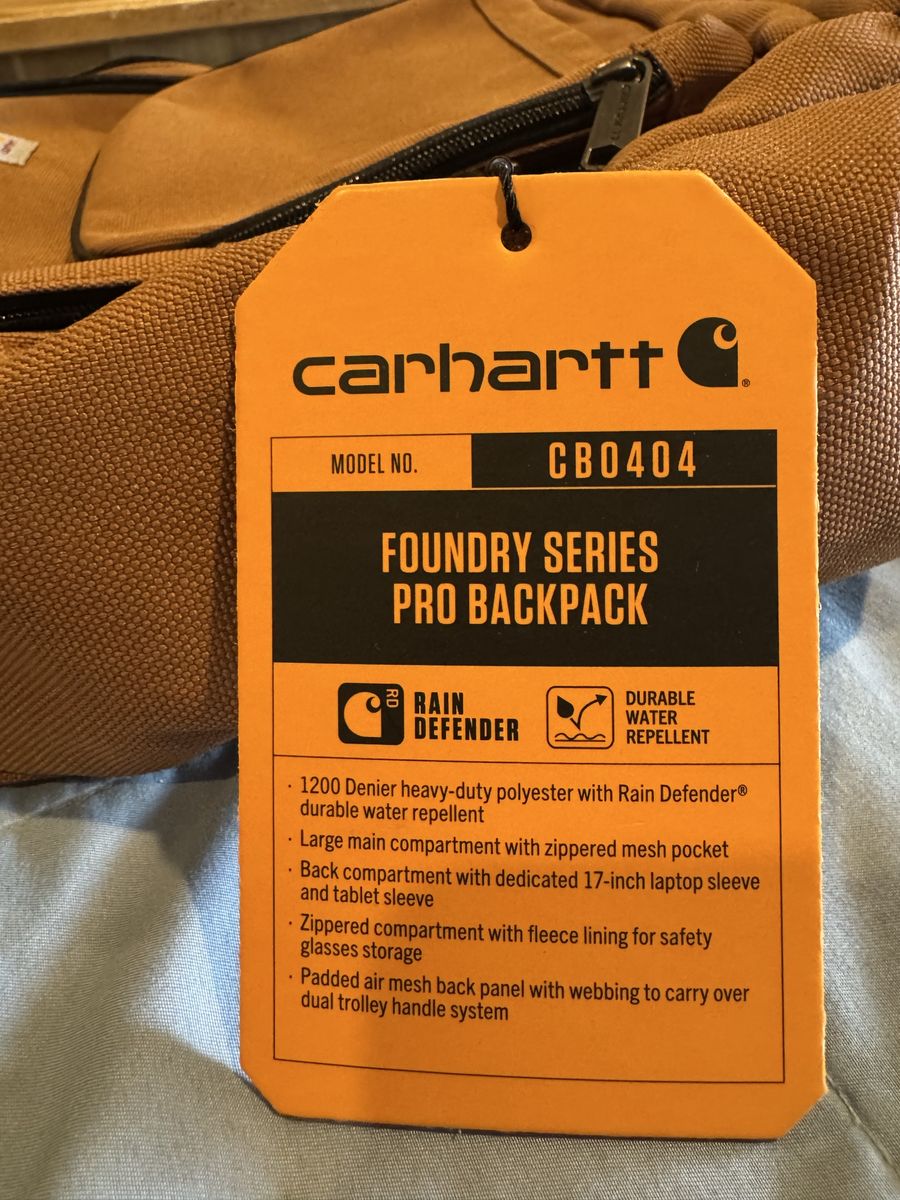 carhartt
®
MODEL NO. CB0404
FOUNDRY SERIES
PRO BACKPACK
RD
RAIN
DEFENDER
DURABLE
WATER
REPELLENT
· 1200 Denier heavy-duty polyester with Rain Defender®
durable water repellent
· Large main compartment with zippered mesh pocket
· Back compartment with dedicated 17-inch laptop sleeve
and tablet sleeve
· Zippered compartment with fleece lining for safety
glasses storage
· Padded air mesh back panel with webbing to carry over
dual trolley handle system